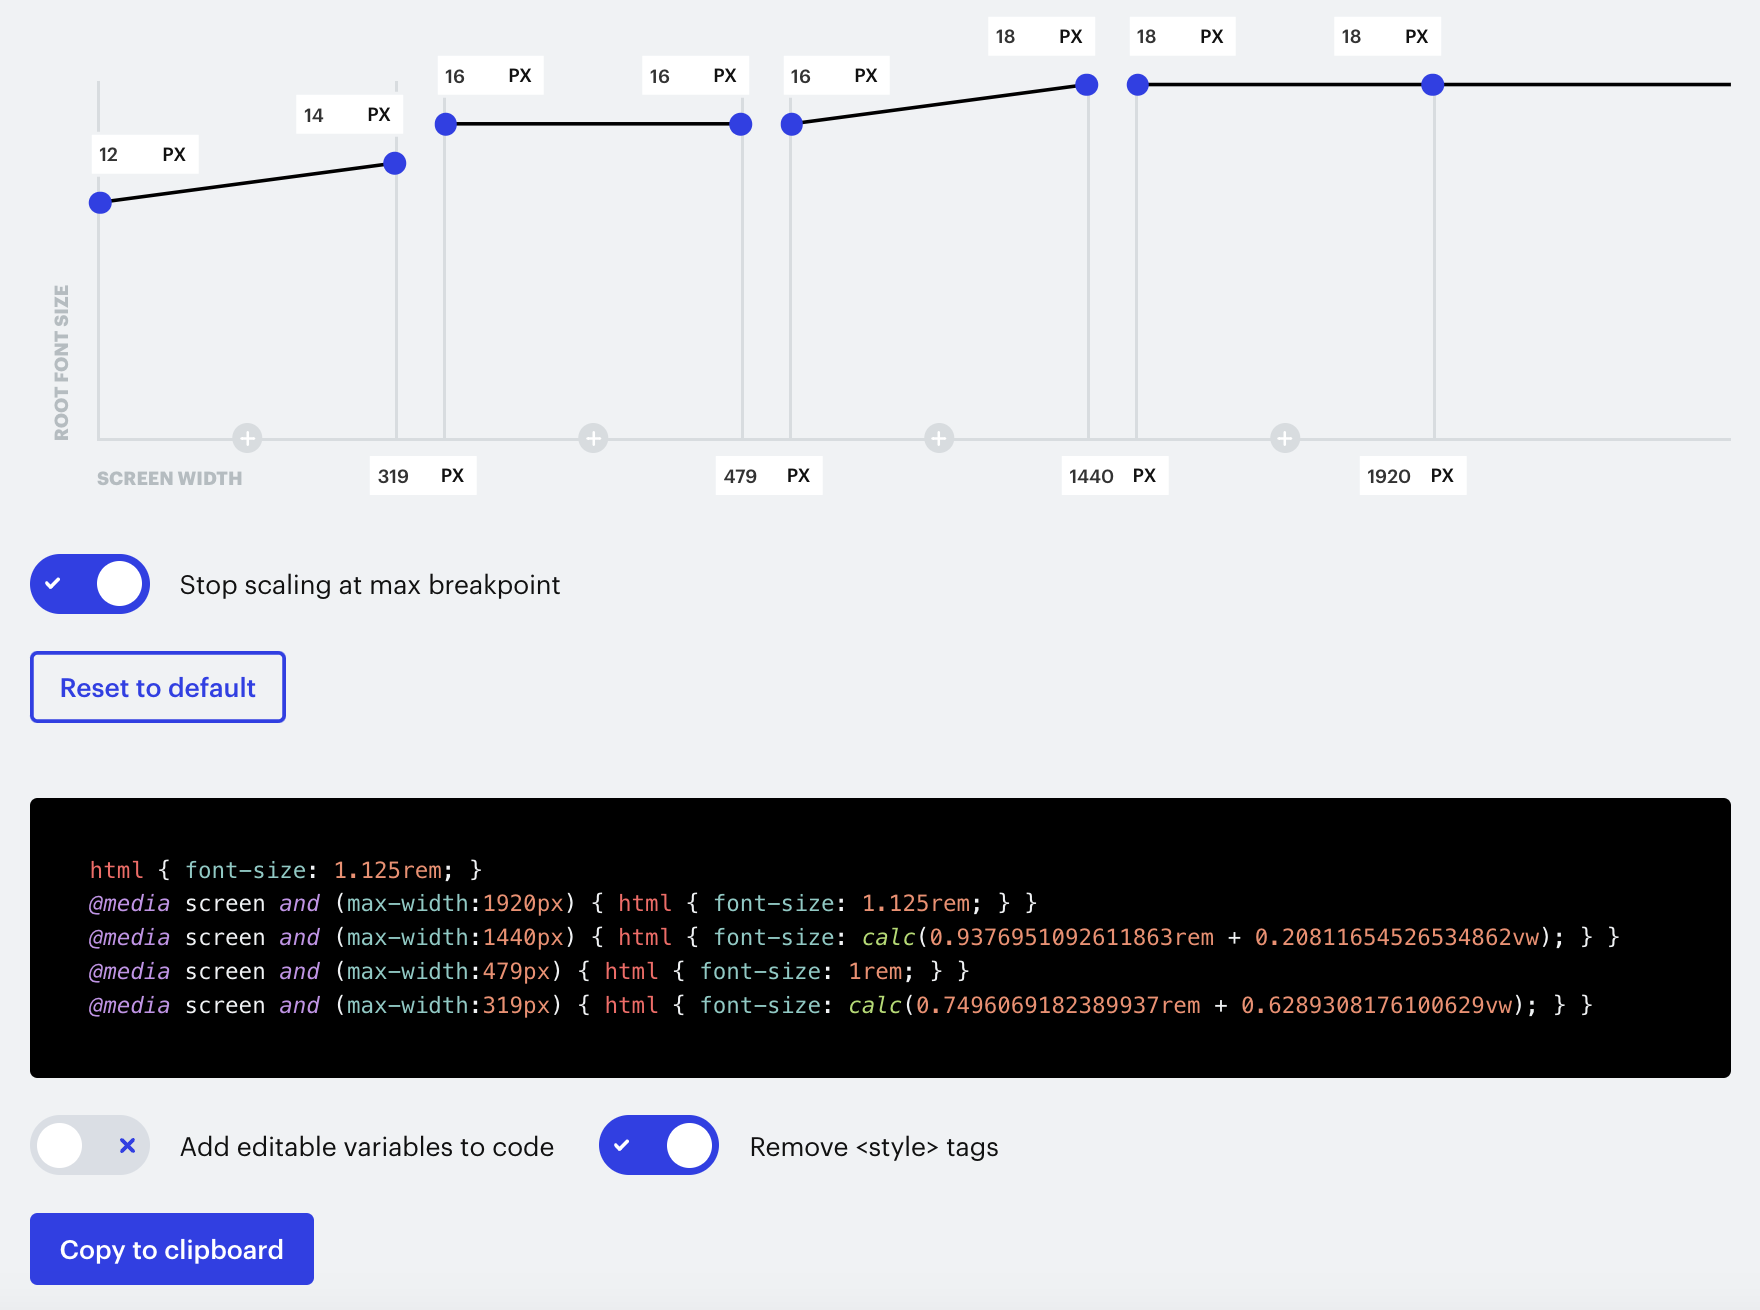 18 PX 18 PX 18 PX
16 PX 16 PX 16 PX
14 PX
12 PX
ROOT FONT SIZE
SCREEN WIDTH
319 PX 479 PX 1440 PX 1920 PX
Stop scaling at max breakpoint
Reset to default
html { font-size: 1.125rem; }
@media screen and (max-width:1920px) { html { font-size: 1.125rem; } }
@media screen and (max-width:1440px) { html { font-size: calc(0.9376951092611863rem + 0.20811654526534862vw); } }
@media screen and (max-width:479px) { html { font-size: 1rem; } }
@media screen and (max-width:319px) { html { font-size: calc(0.7496069182389937rem + 0.6289308176100629vw); } }
Add editable variables to code
Remove <style> tags
Copy to clipboard